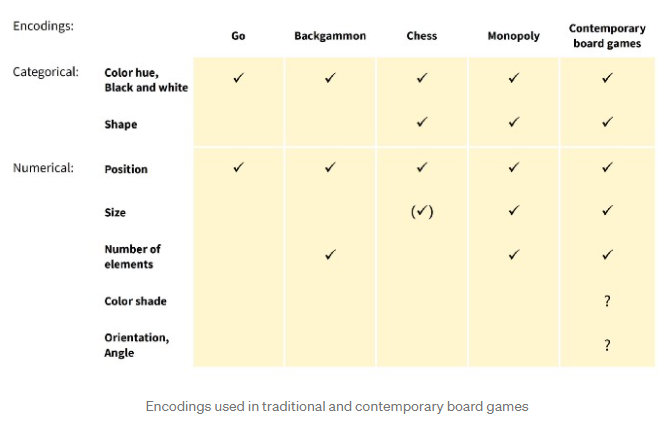 Encodings:
Go Backgammon Chess Monopoly Contemporary
board games
Categorical: Color hue, ✓ ✓ ✓ ✓ ✓
Black and white
Shape ✓ ✓ ✓
Numerical: Position ✓ ✓ ✓ ✓ ✓
Size (✓) ✓ ✓
Number of ✓ ✓ ✓
elements
Color shade ?
Orientation, ?
Angle
Encodings used in traditional and contemporary board games